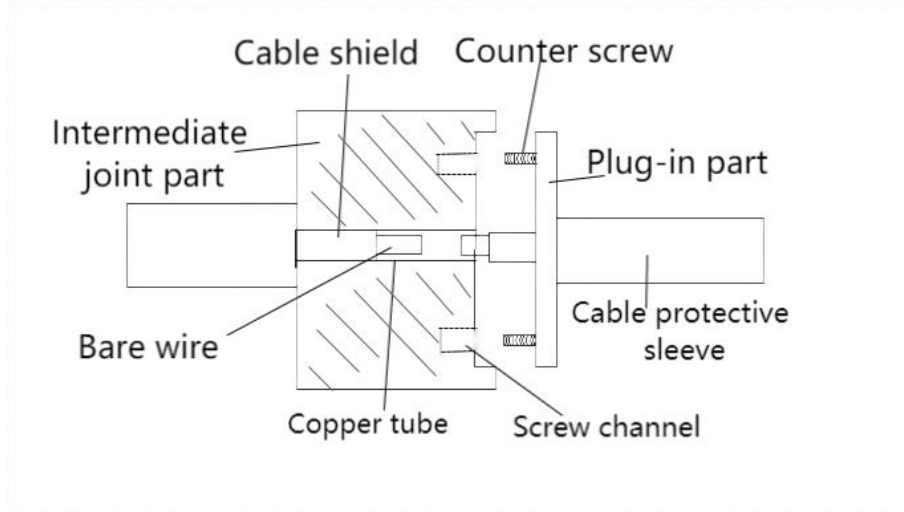 Cable shield
Counter screw
Intermediate
joint part
Plug-in part
Cable protective
sleeve
Bare wire
Copper tube
Screw channel